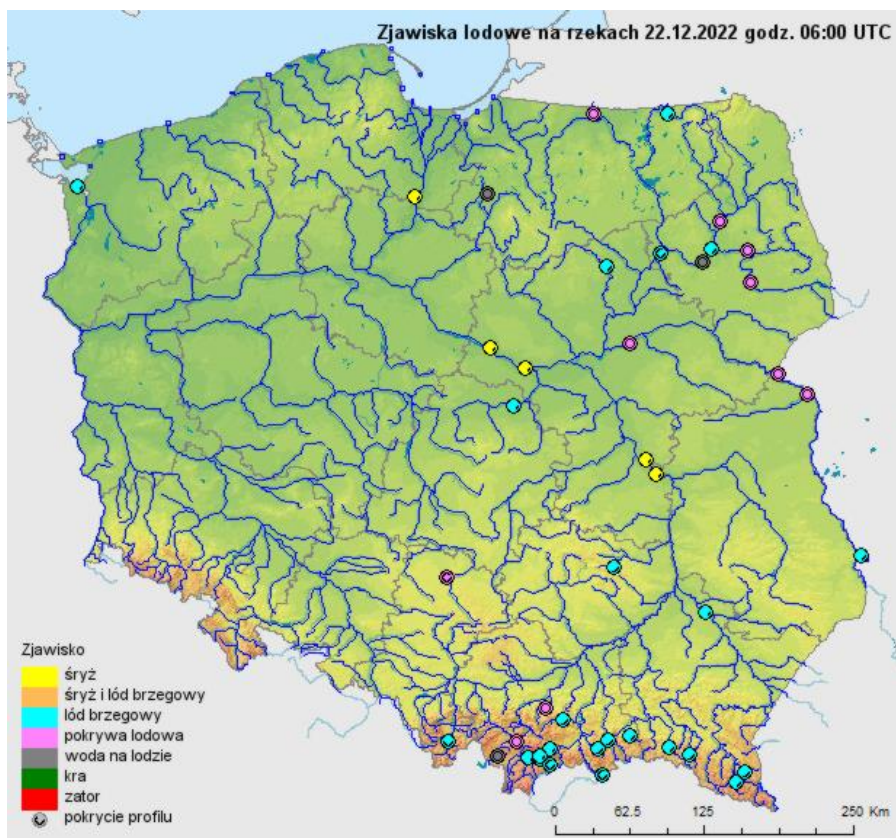 Zjawiska lodowe na rzekach 22.12.2022 godz. 06:00 UTC
Zjawisko
śryż
śryż i lód brzegowy
lód brzegowy
pokrywa lodowa
woda na lodzie
kra
zator
pokrycie profilu
0 62.5 125 250 Km